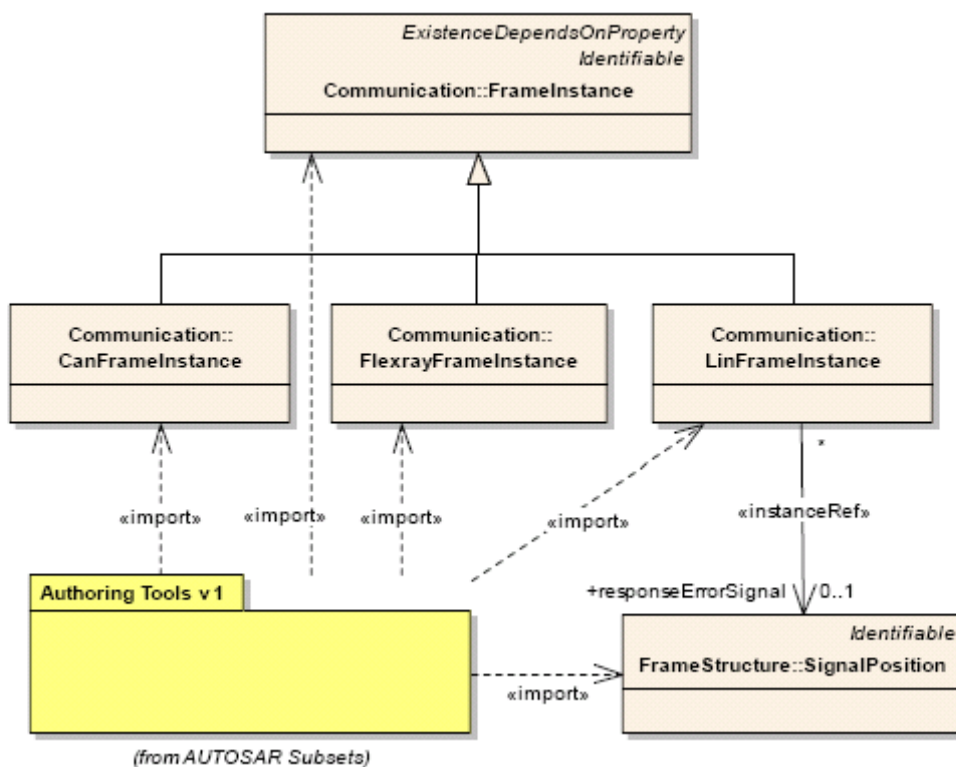 ExistenceDependsOnProperty
Identifiable
Communication::FrameInstance
Communication::
CanFrameInstance
Communication::
FlexrayFrameInstance
Communication::
LinFrameInstance
*
«import»
«import»
«import»
«import»
«instanceRef»
Authoring Tools v1
+responseErrorSignal
0..1
Identifiable
FrameStructure::SignalPosition
«import»
(from AUTOSAR Subsets)